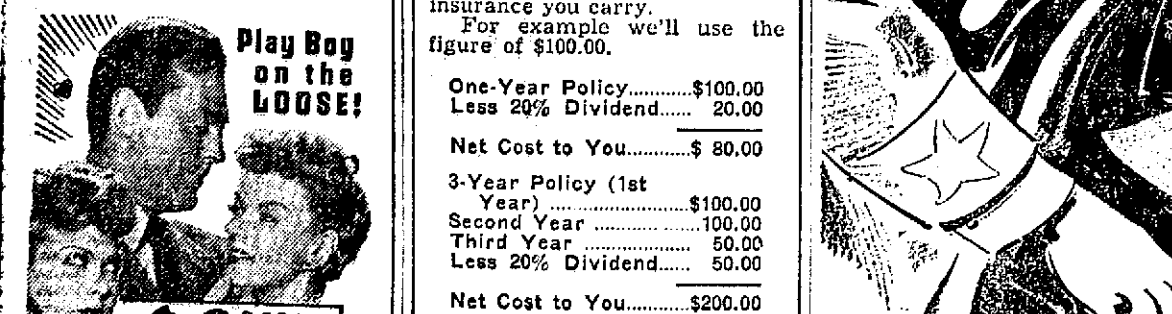 Play Boy
on the
LOOSE!
insurance you carry.
For example we'll use the
figure of $100.00.
One-Year Policy............$100.00
Less 20% Dividend...... 20.00
Net Cost to You............$ 80.00
3-Year Policy (1st
Year) ........................$100.00
Second Year .....................100.00
Third Year .................... 50.00
Less 20% Dividend...... 50.00
Net Cost to You............$200.00